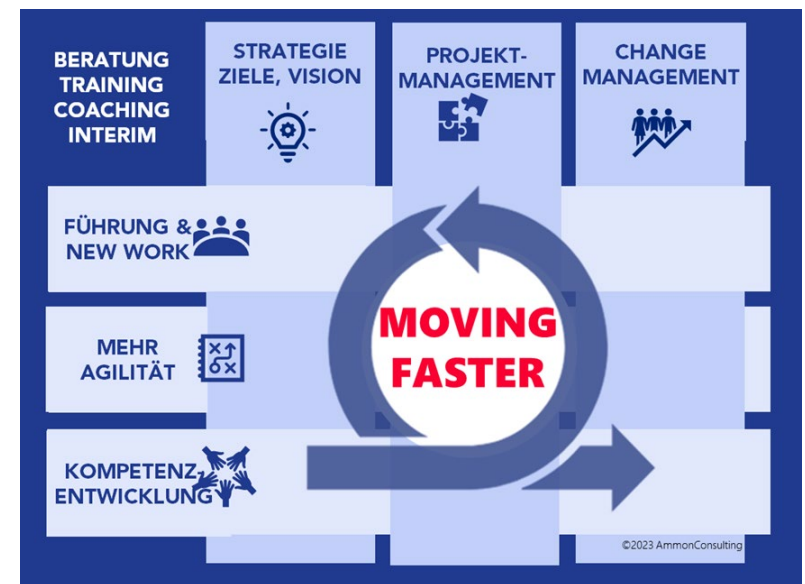 BERATUNG
TRAINING
COACHING
INTERIM
STRATEGIE
ZIELE, VISION
PROJEKT-
MANAGEMENT
CHANGE
MANAGEMENT
FÜHRUNG &
NEW WORK
MEHR
AGILITÄT
KOMPETENZ-
ENTWICKLUNG
MOVING
FASTER
©2023 AmmonConsulting